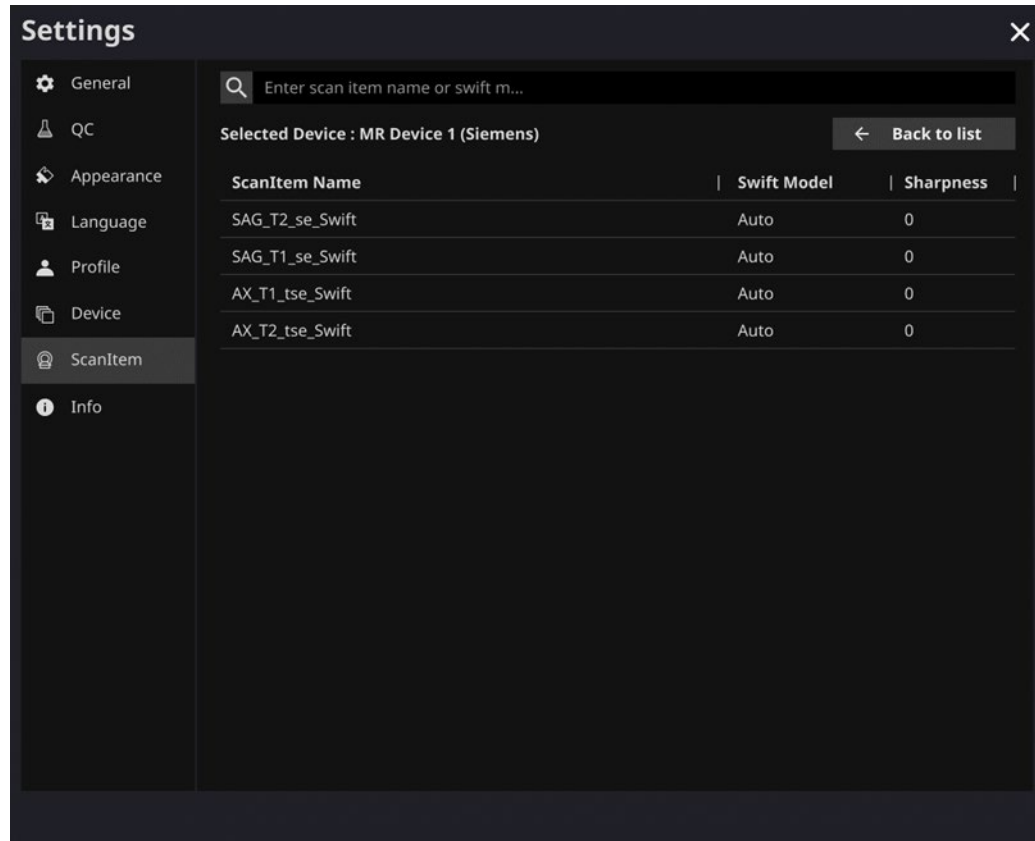 Settings
General
QC
Appearance
Language
Profile
Device
ScanItem
Info
Enter scan item name or swift m...
Selected Device : MR Device 1 (Siemens)
Back to list
ScanItem Name | Swift Model | Sharpness |
SAG_T2_se_Swift Auto 0
SAG_T1_se_Swift Auto 0
AX_T1_tse_Swift Auto 0
AX_T2_tse_Swift Auto 0